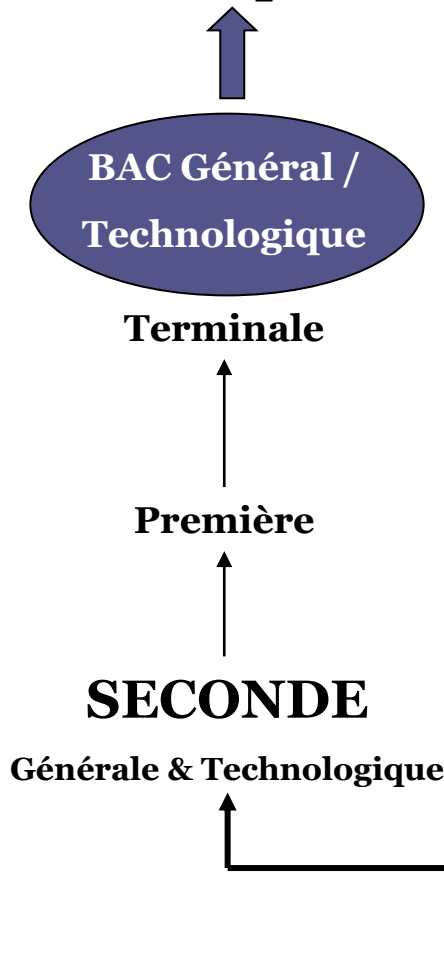 BAC Général /
Technologique
Terminale
Première
SECONDE
Générale & Technologique